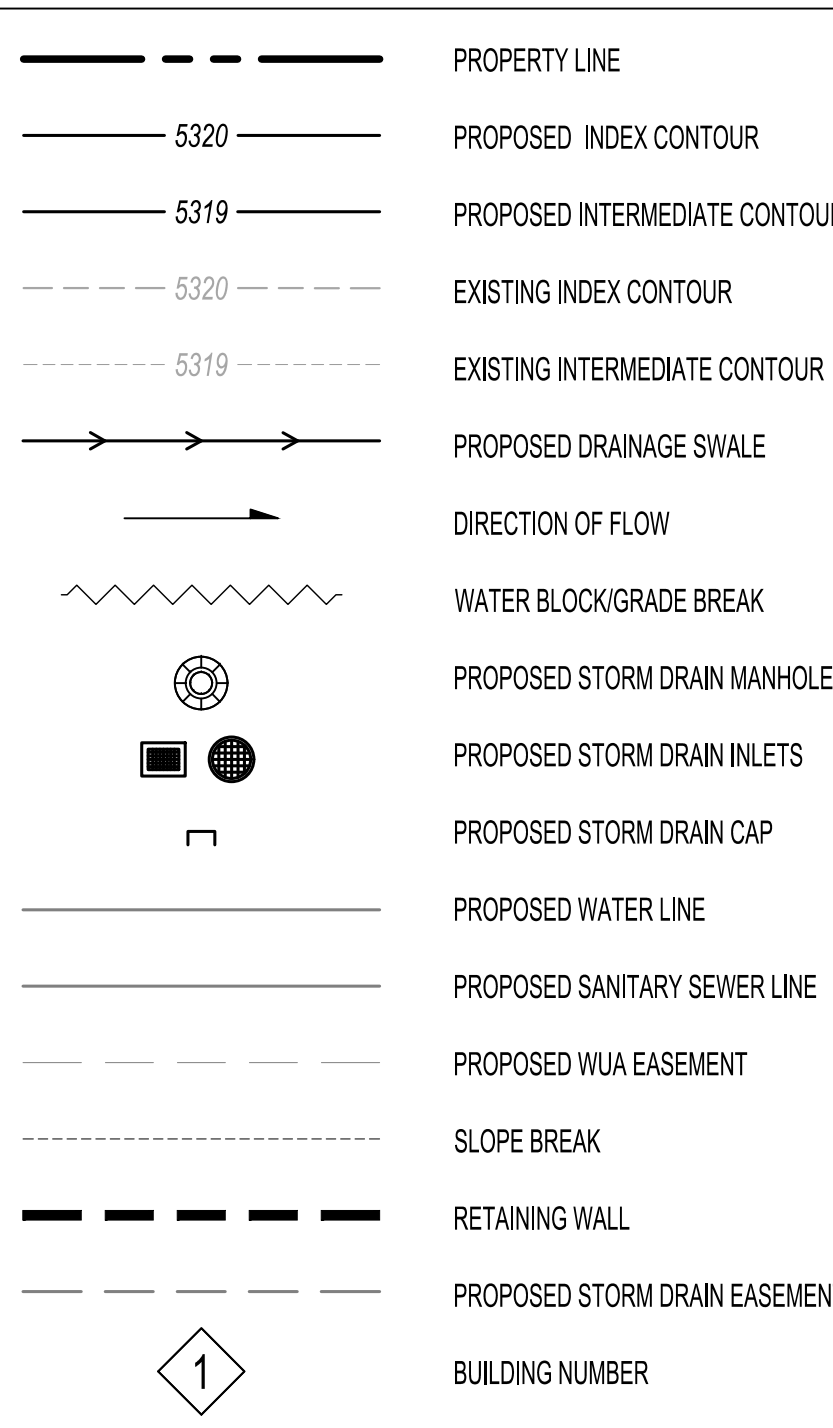 PROPERTY LINE
5320 PROPOSED INDEX CONTOUR
5319 PROPOSED INTERMEDIATE CONTOUR
5320 EXISTING INDEX CONTOUR
5319 EXISTING INTERMEDIATE CONTOUR
PROPOSED DRAINAGE SWALE
DIRECTION OF FLOW
WATER BLOCK/GRADE BREAK
PROPOSED STORM DRAIN MANHOLE
PROPOSED STORM DRAIN INLETS
PROPOSED STORM DRAIN CAP
PROPOSED WATER LINE
PROPOSED SANITARY SEWER LINE
PROPOSED WUA EASEMENT
SLOPE BREAK
RETAINING WALL
PROPOSED STORM DRAIN EASEMEN
1 BUILDING NUMBER